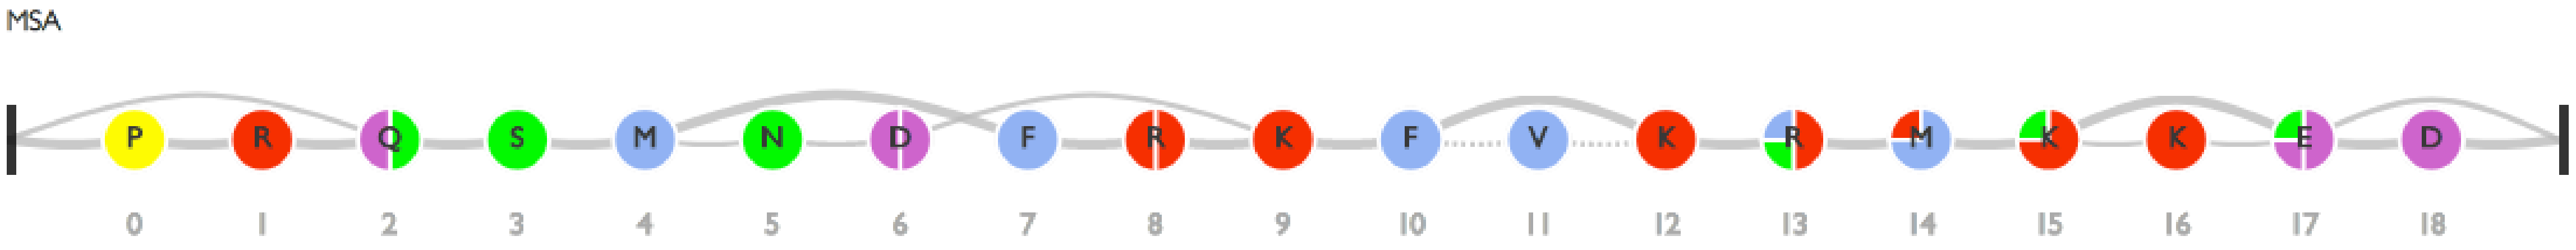 MSA
P R Q S M N D F R K F V K R M K K E D
0 1 2 3 4 5 6 7 8 9 10 11 12 13 14 15 16 17 18